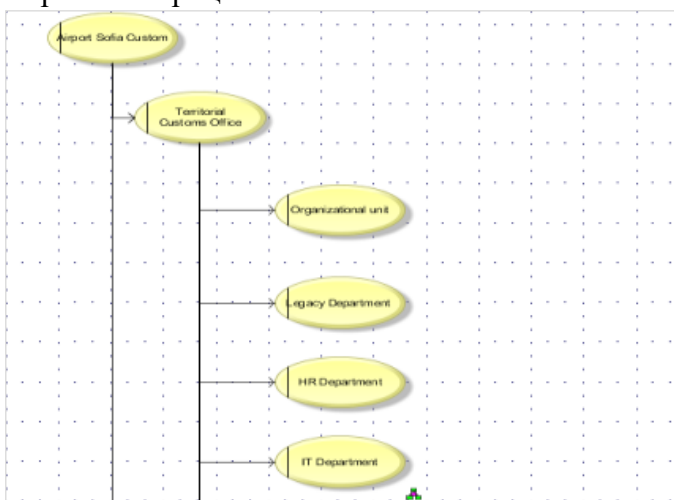 Airport Sofia Custom
Territorial
Customs Office
Organizational unit
Legacy Department
HR Department
IT Department